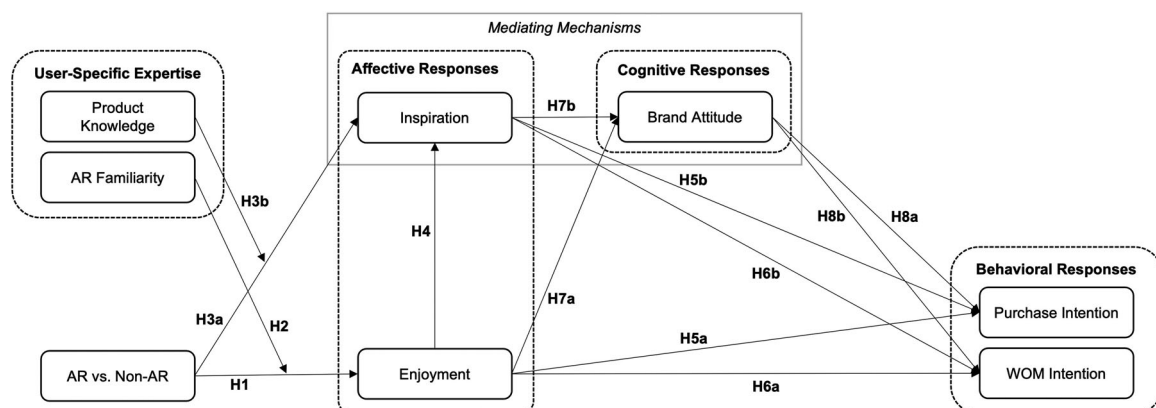 Mediating Mechanisms
User-Specific Expertise
Affective Responses
Cognitive Responses
Product
Knowledge
Inspiration
H7b
Brand Attitude
AR Familiarity
H3b
H5b
H4
H8b
H8a
H6b
Behavioral Responses
H7a
H3a
H2
Purchase Intention
H5a
AR vs. Non-AR
H1
Enjoyment
H6a
WOM Intention